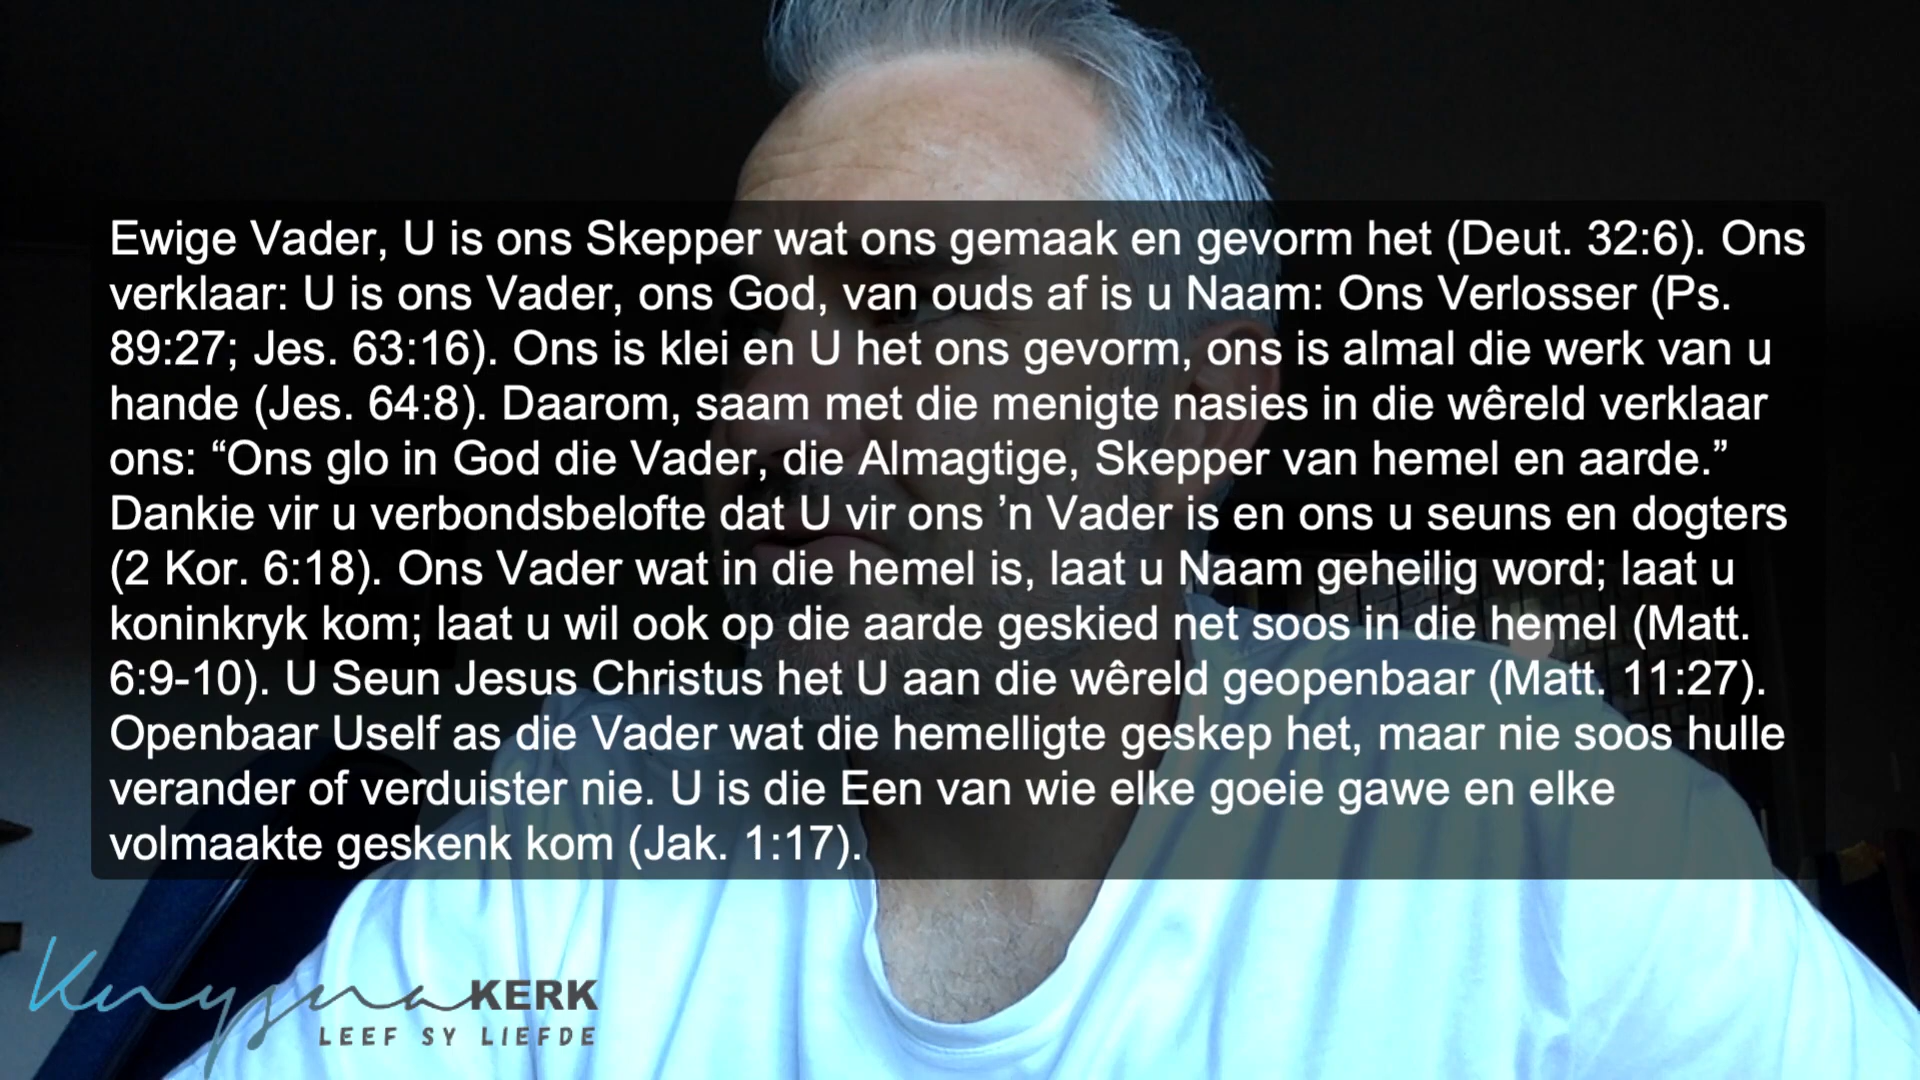 Ewige Vader, U is ons Skepper wat ons gemaak en gevorm het (Deut. 32:6). Ons
verklaar: U is ons Vader, ons God, van ouds af is u Naam: Ons Verlosser (Ps.
89:27; Jes. 63:16). Ons is klei en U het ons gevorm, ons is almal die werk van u
hande (Jes. 64:8). Daarom, saam met die menigte nasies in die wêreld verklaar
ons: “Ons glo in God die Vader, die Almagtige, Skepper van hemel en aarde.”
Dankie vir u verbondsbelofte dat U vir ons ’n Vader is en ons u seuns en dogters
(2 Kor. 6:18). Ons Vader wat in die hemel is, laat u Naam geheilig word; laat u
koninkryk kom; laat u wil ook op die aarde geskied net soos in die hemel (Matt.
6:9-10). U Seun Jesus Christus het U aan die wêreld geopenbaar (Matt. 11:27).
Openbaar Uself as die Vader wat die hemelligte geskep het, maar nie soos hulle
verander of verduister nie. U is die Een van wie elke goeie gawe en elke
volmaakte geskenk kom (Jak. 1:17).
Knysna KERK
LEEF SY LIEFDE